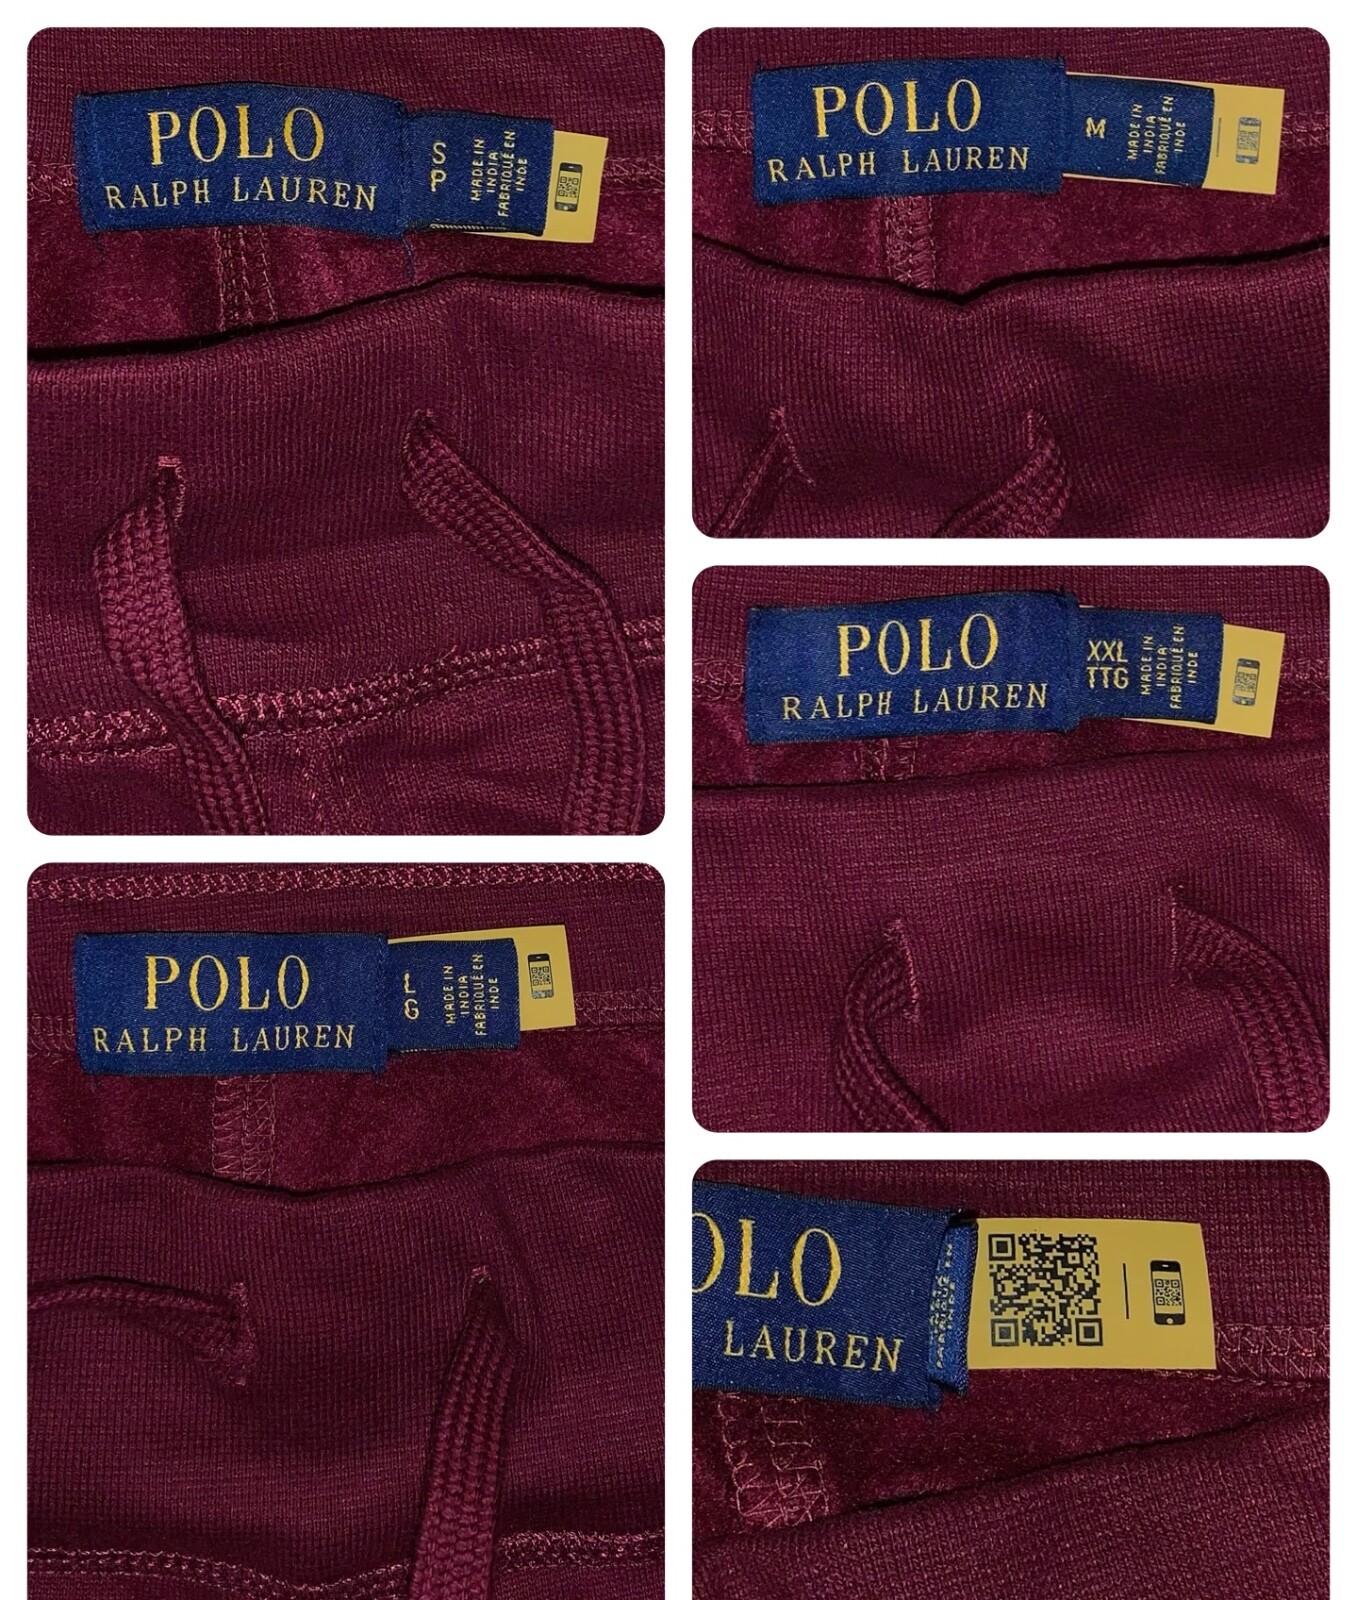 POLO
RALPH LAUREN
S
P
MADE IN
INDIA
FABRIQUÉ EN
INDE
POLO
RALPH LAUREN
M
MADE IN
INDIA
FABRIQUÉ EN
INDE
POLO
RALPH LAUREN
XXL
TTG
MADE IN
INDIA
FABRIQUÉ EN
INDE
POLO
RALPH LAUREN
L
G
MADE IN
INDIA
FABRIQUÉ EN
INDE
OLO
LAUREN